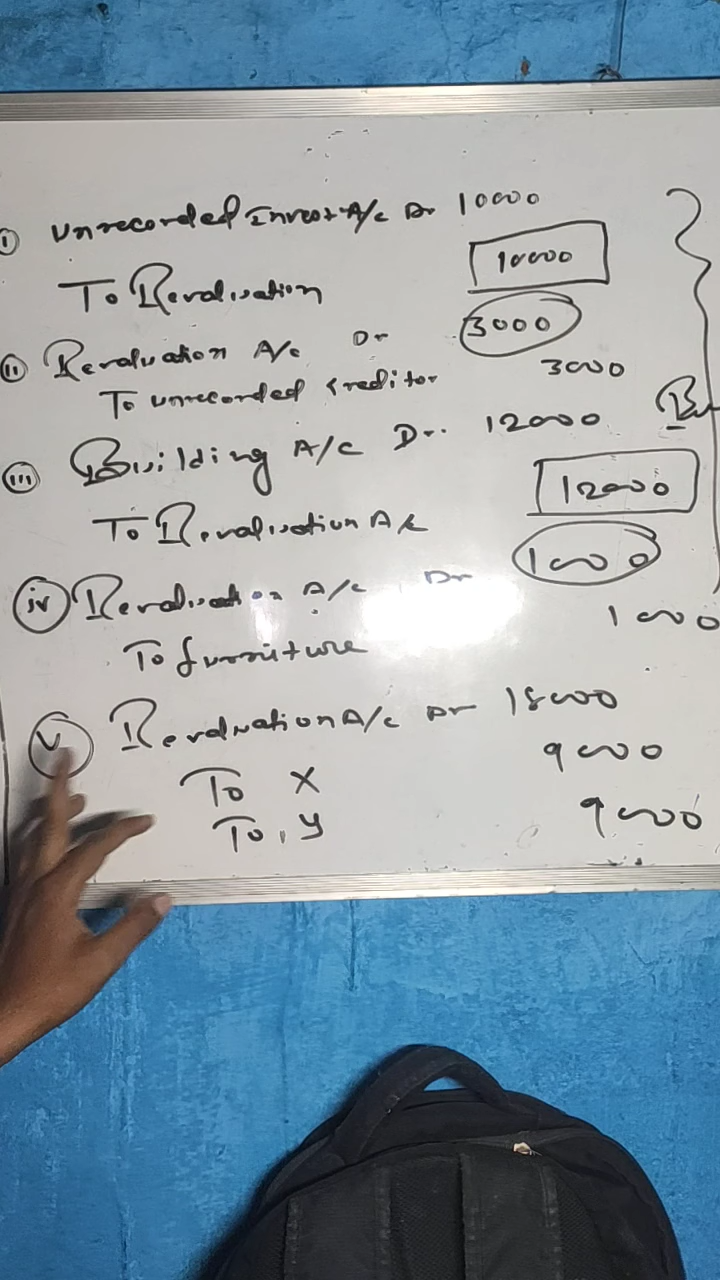 (i) Unrecorded Invest A/c Dr 10000
To Revaluation 10000
(ii) Revaluation A/c Dr 3000
To unrecorded Creditor 3000
(iii) Building A/c Dr. 12000
To Revaluation A/c 12000
(iv) Revaluation A/c Dr 1000
To furniture 1000
(v) Revaluation A/c Dr 18000
To X 9000
To Y 9000